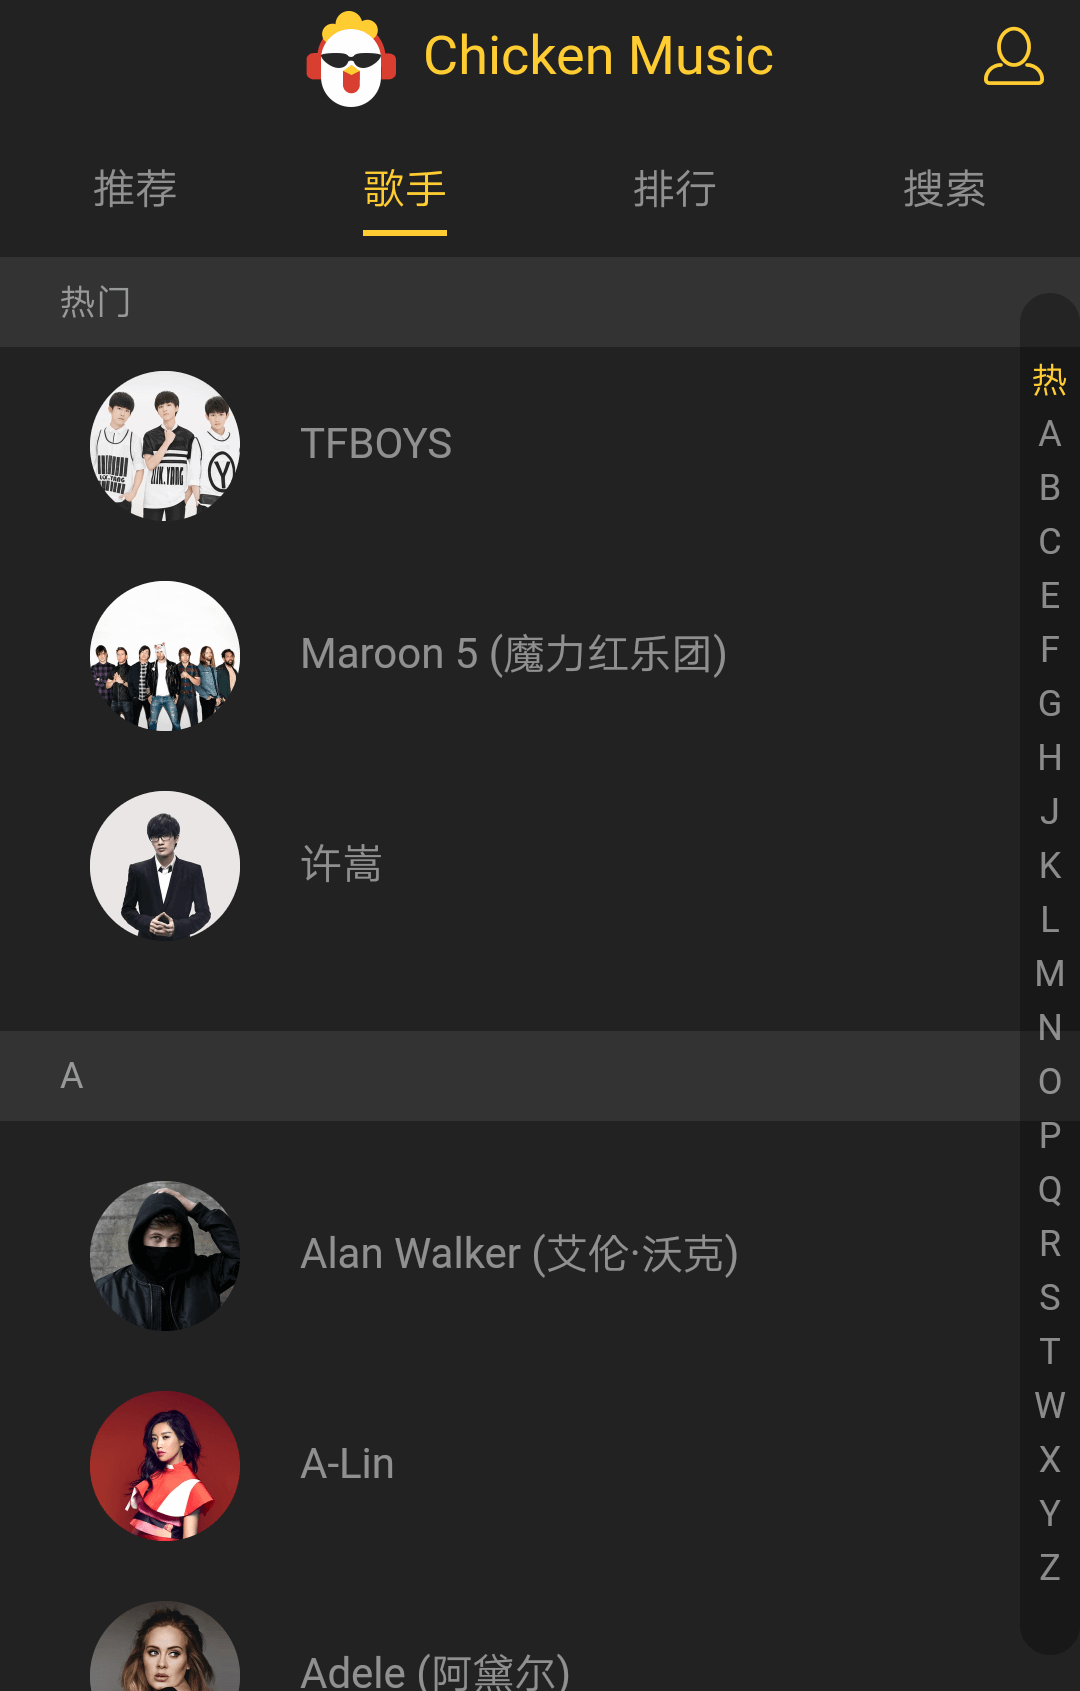 Chicken Music
推荐 歌手 排行 搜索
热门
TFBOYS
Maroon 5 (魔力红乐团)
许嵩
A
Alan Walker (艾伦·沃克)
A-Lin
Adele (阿黛尔)
热
A
B
C
E
F
G
H
J
K
L
M
N
O
P
Q
R
S
T
W
X
Y
Z